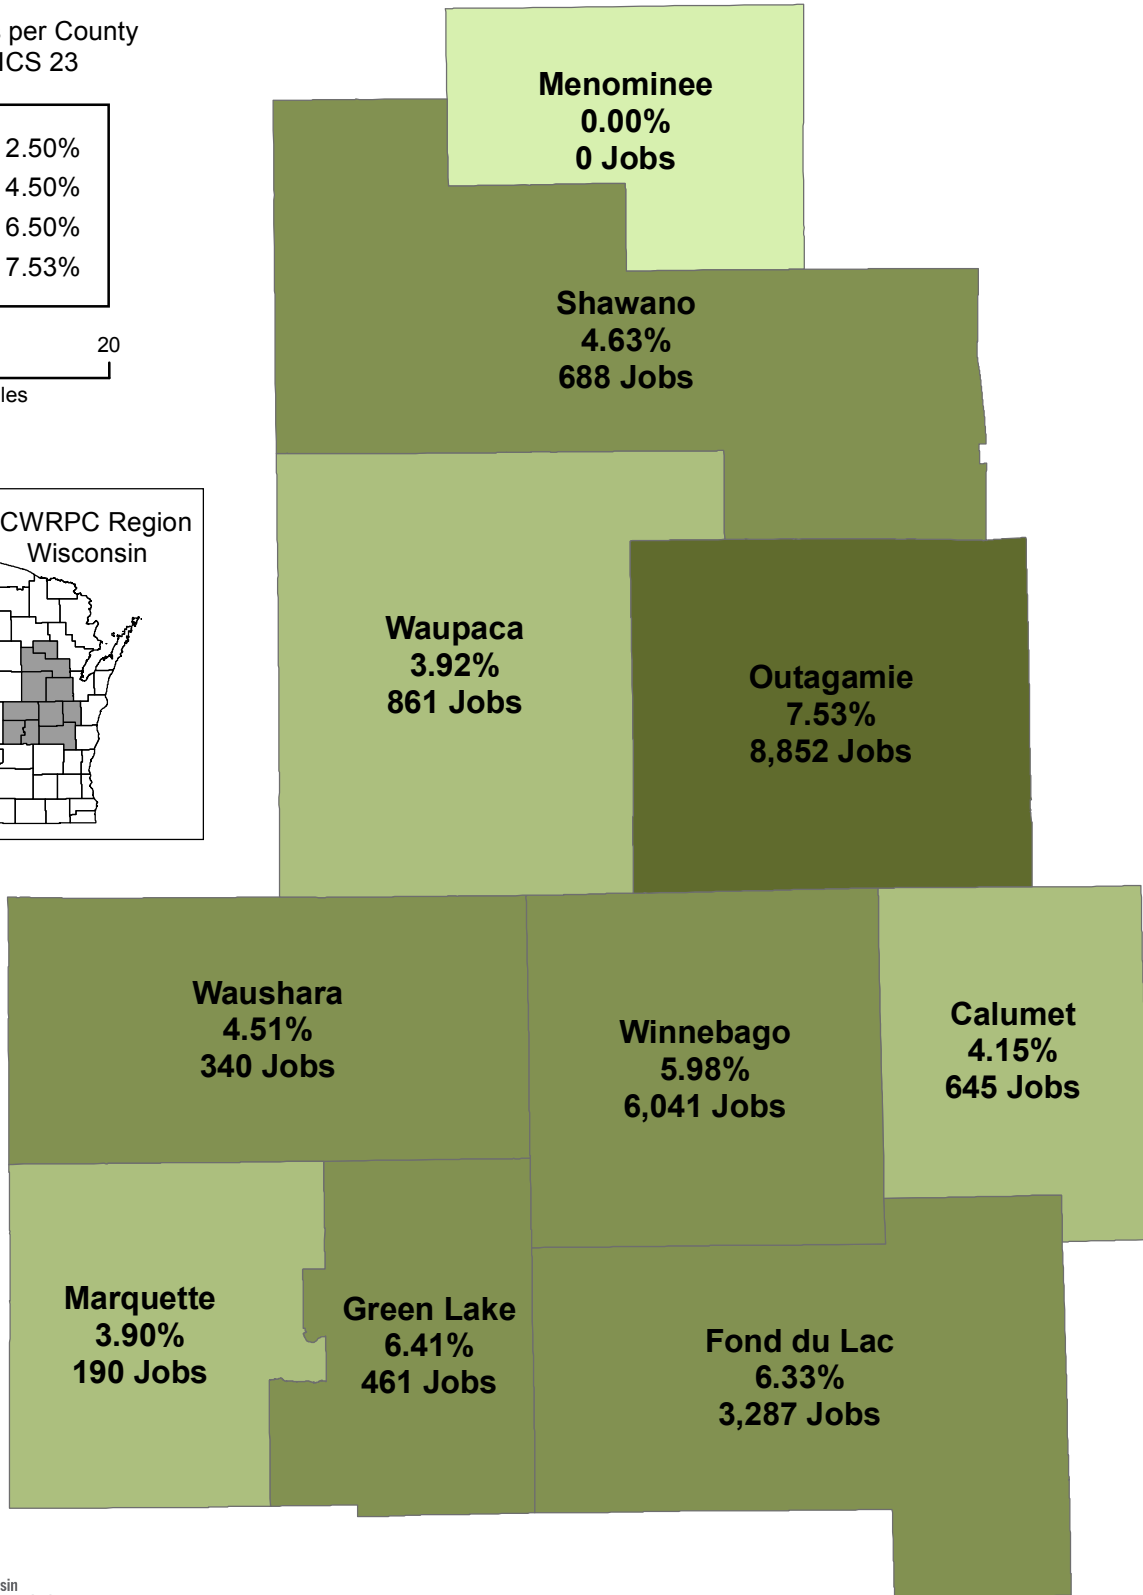 per County
ICS 23
2.50%
4.50%
6.50%
7.53%
20
les
CWRPC Region
Wisconsin
Menominee
0.00%
0 Jobs
Shawano
4.63%
688 Jobs
Waupaca
3.92%
861 Jobs
Outagamie
7.53%
8,852 Jobs
Waushara
4.51%
340 Jobs
Winnebago
5.98%
6,041 Jobs
Calumet
4.15%
645 Jobs
Marquette
3.90%
190 Jobs
Green Lake
6.41%
461 Jobs
Fond du Lac
6.33%
3,287 Jobs
sin